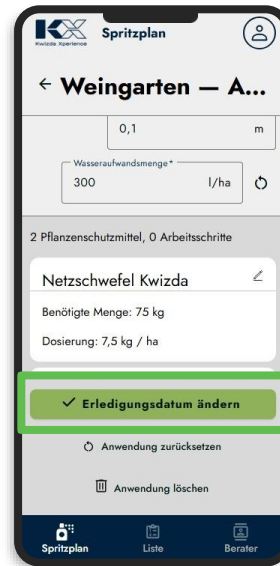 KX
Kwizda Xperience
Spritzplan
← Weingarten — A...
0,1 m
Wasseraufwandsmenge*
300 l/ha
2 Pflanzenschutzmittel, 0 Arbeitsschritte
Netzschwefel Kwizda
Benötigte Menge: 75 kg
Dosierung: 7,5 kg / ha
Erledigungsdatum ändern
Anwendung zurücksetzen
Anwendung löschen
Spritzplan Liste Berater